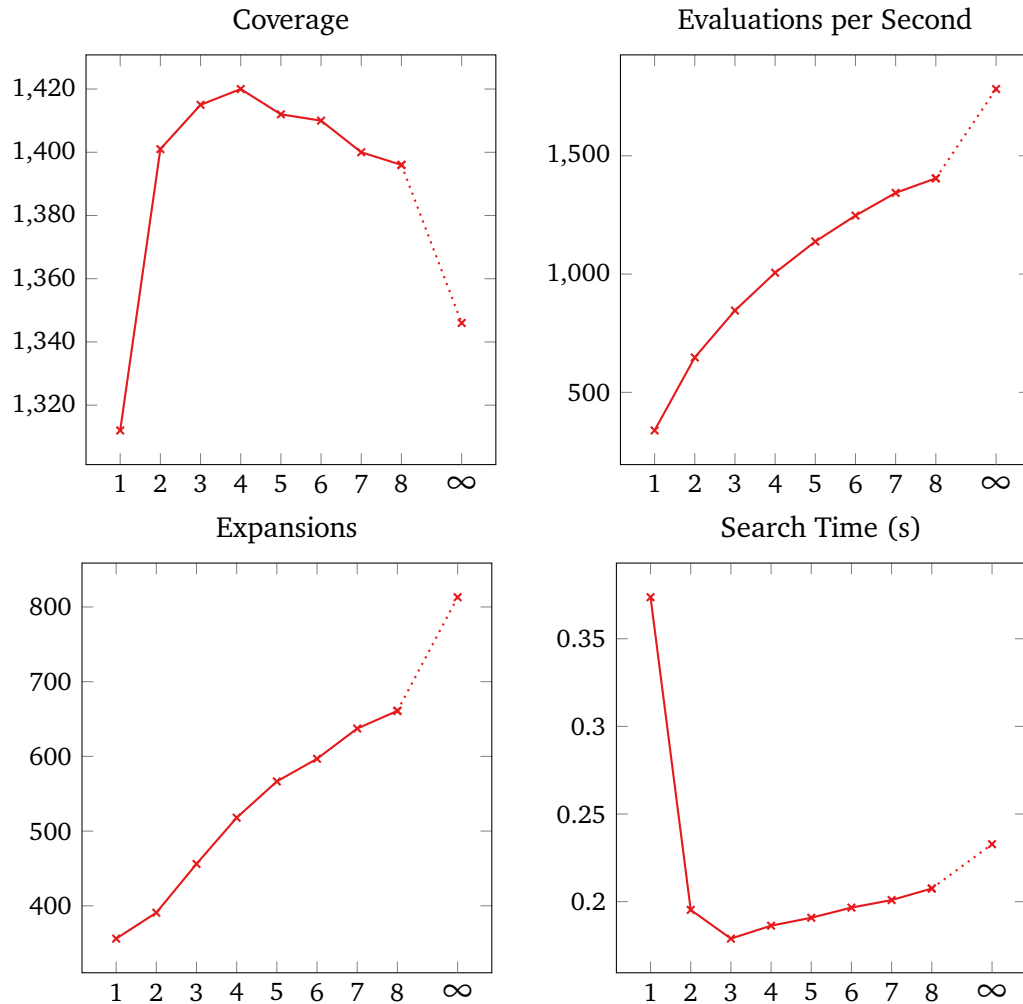 Coverage
1,420
1,400
1,380
1,360
1,340
1,320
1 2 3 4 5 6 7 8 ∞
Evaluations per Second
1,500
1,000
500
1 2 3 4 5 6 7 8 ∞
Expansions
800
700
600
500
400
1 2 3 4 5 6 7 8 ∞
Search Time (s)
0.35
0.3
0.25
0.2
1 2 3 4 5 6 7 8 ∞